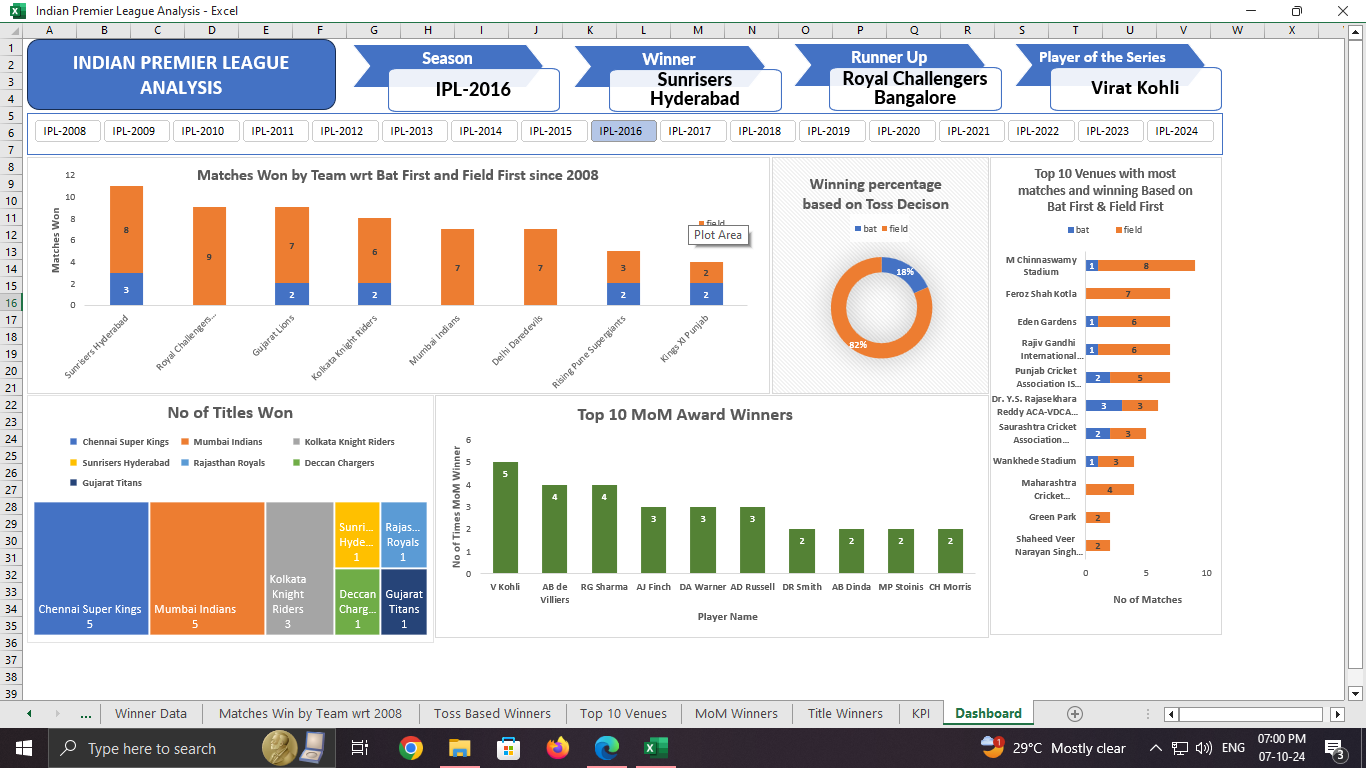 Indian Premier League Analysis - Excel
A B C D E F G H I J K L M N O P Q R S T U V W X
1
2
3
4
5
6
7
8
9
10
11
12
13
14
15
16
17
18
19
20
21
22
23
24
25
26
27
28
29
30
31
32
33
34
35
36
37
38
39
INDIAN PREMIER LEAGUE
ANALYSIS
Season
IPL-2016
Winner
Sunrisers
Hyderabad
Runner Up
Royal Challengers
Bangalore
Player of the Series
Virat Kohli
IPL-2008 IPL-2009 IPL-2010 IPL-2011 IPL-2012 IPL-2013 IPL-2014 IPL-2015 IPL-2016 IPL-2017 IPL-2018 IPL-2019 IPL-2020 IPL-2021 IPL-2022 IPL-2023 IPL-2024
Matches Won by Team wrt Bat First and Field First since 2008
Matches Won
12
10
8
6
4
2
0
8
3
9
7
2
6
2
7
7
3
2
2
2
field
Plot Area
Sunrisers Hyderabad
Royal Challengers...
Gujarat Lions
Kolkata Knight Riders
Mumbai Indians
Delhi Daredevils
Rising Pune Supergiants
Kings XI Punjab
Winning percentage
based on Toss Decison
bat field
18%
82%
Top 10 Venues with most
matches and winning Based on
Bat First & Field First
bat field
M Chinnaswamy
Stadium
1 8
Feroz Shah Kotla
7
Eden Gardens
1 6
Rajiv Gandhi
International...
1 6
Punjab Cricket
Association IS...
2 5
Dr. Y.S. Rajasekhara
Reddy ACA-VDCA...
3 3
Saurashtra Cricket
Association...
2 3
Wankhede Stadium
1 3
Maharashtra
Cricket...
4
Green Park
2
Shaheed Veer
Narayan Singh...
2
0 5 10
No of Matches
No of Titles Won
Chennai Super Kings Mumbai Indians Kolkata Knight Riders
Sunrisers Hyderabad Rajasthan Royals Deccan Chargers
Gujarat Titans
Chennai Super Kings
5
Mumbai Indians
5
Kolkata
Knight
Riders
3
Sunri...
Hyde...
1
Rajas...
Royals
1
Deccan
Charg...
1
Gujarat
Titans
1
Top 10 MoM Award Winners
No of Times MoM Winner
6
5
4
3
2
1
0
5 4 4 3 3 3 2 2 2 2
V Kohli AB de RG Sharma AJ Finch DA Warner AD Russell DR Smith AB Dinda MP Stoinis CH Morris
Villiers
Player Name
... Winner Data Matches Win by Team wrt 2008 Toss Based Winners Top 10 Venues MoM Winners Title Winners KPI Dashboard
Type here to search
29°C Mostly clear
ENG
07:00 PM
07-10-24
3